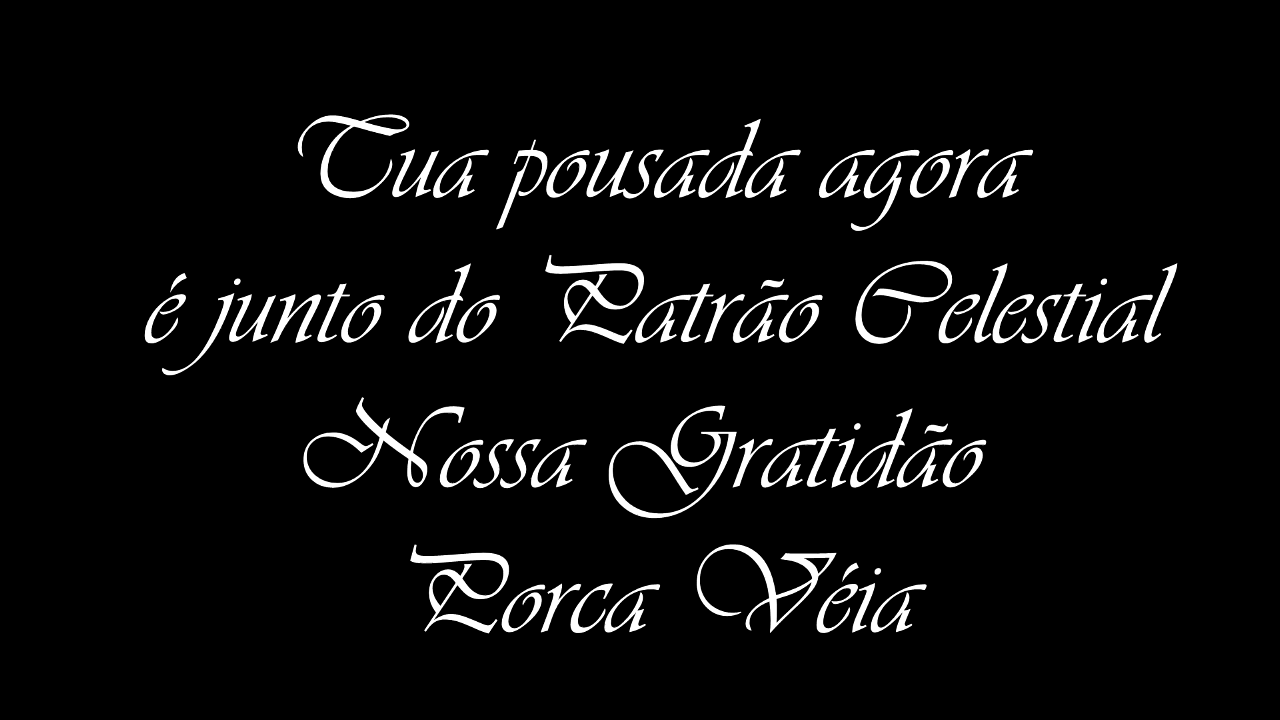 Tua pousada agora
é junto do Patrão Celestial
Nossa Gratidão
Porca Véia